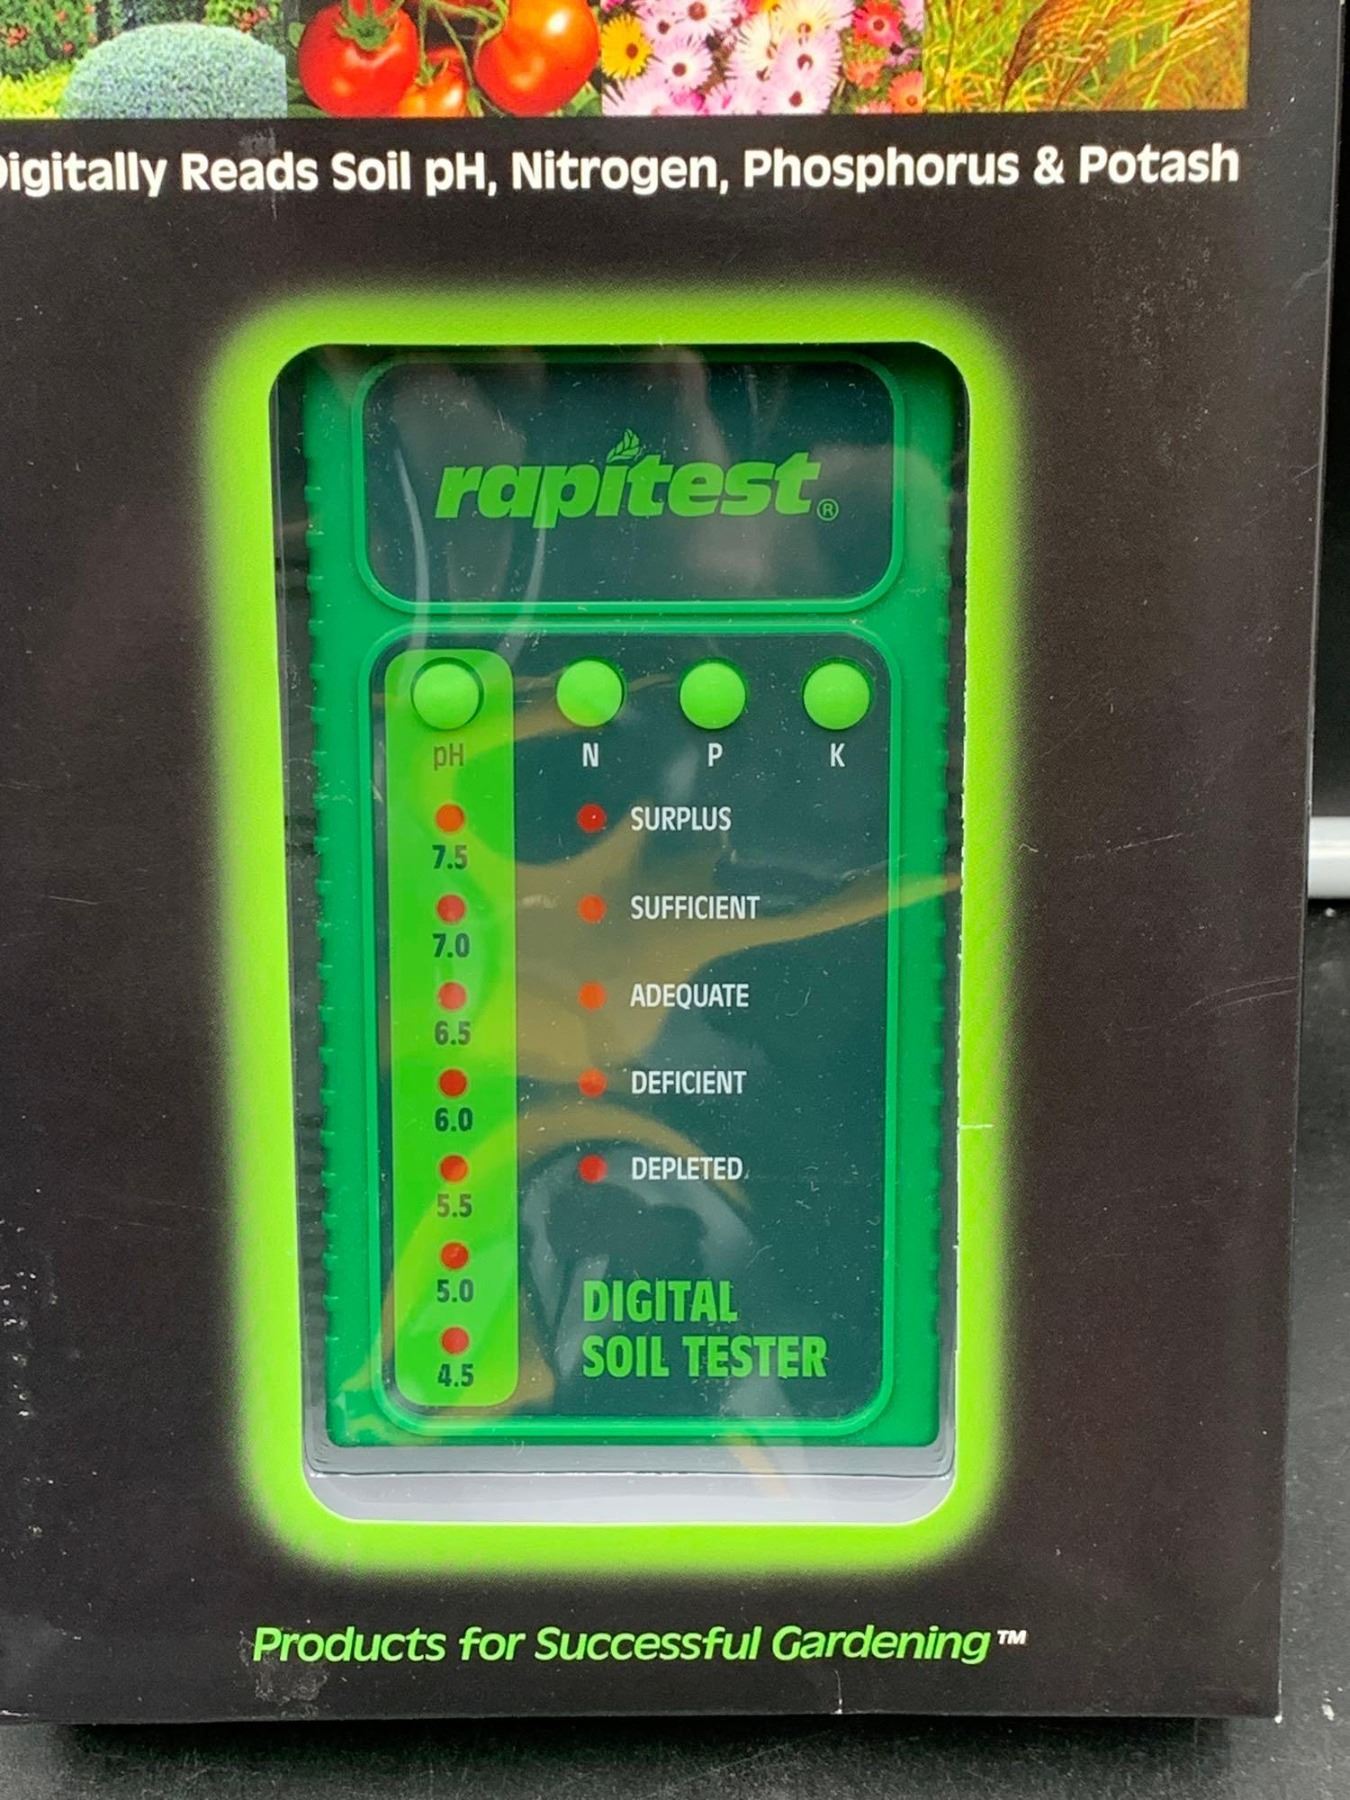 Digitally Reads Soil pH, Nitrogen, Phosphorus & Potash
rapitest®
pH N P K
SURPLUS
7.5
SUFFICIENT
7.0
ADEQUATE
6.5
DEFICIENT
6.0
DEPLETED
5.5
5.0
4.5
DIGITAL
SOIL TESTER
Products for Successful Gardening™